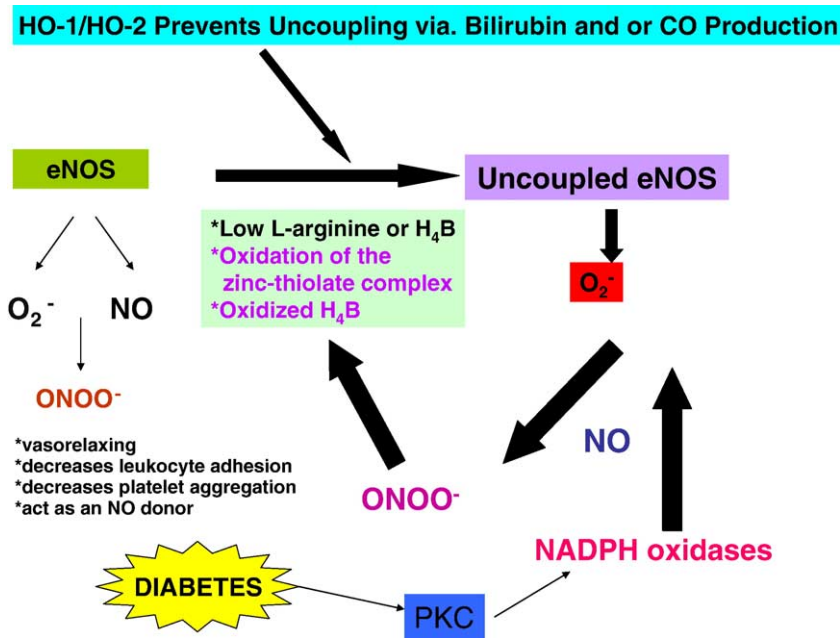 HO-1/HO-2 Prevents Uncoupling via. Bilirubin and or CO Production
eNOS
Uncoupled eNOS
*Low L-arginine or H₄B
*Oxidation of the
zinc-thiolate complex
*Oxidized H₄B
O₂⁻
O₂⁻ NO
ONOO⁻
*vasorelaxing
*decreases leukocyte adhesion
*decreases platelet aggregation
*act as an NO donor
NO
ONOO⁻
NADPH oxidases
DIABETES
PKC